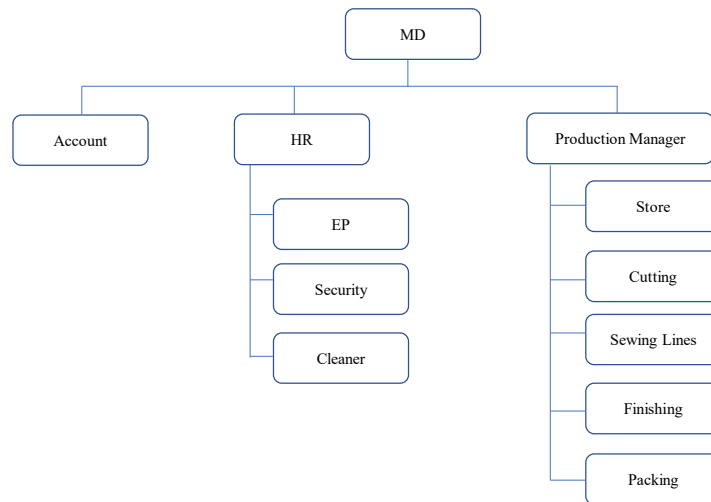 MD
Account
HR
Production Manager
EP
Security
Cleaner
Store
Cutting
Sewing Lines
Finishing
Packing